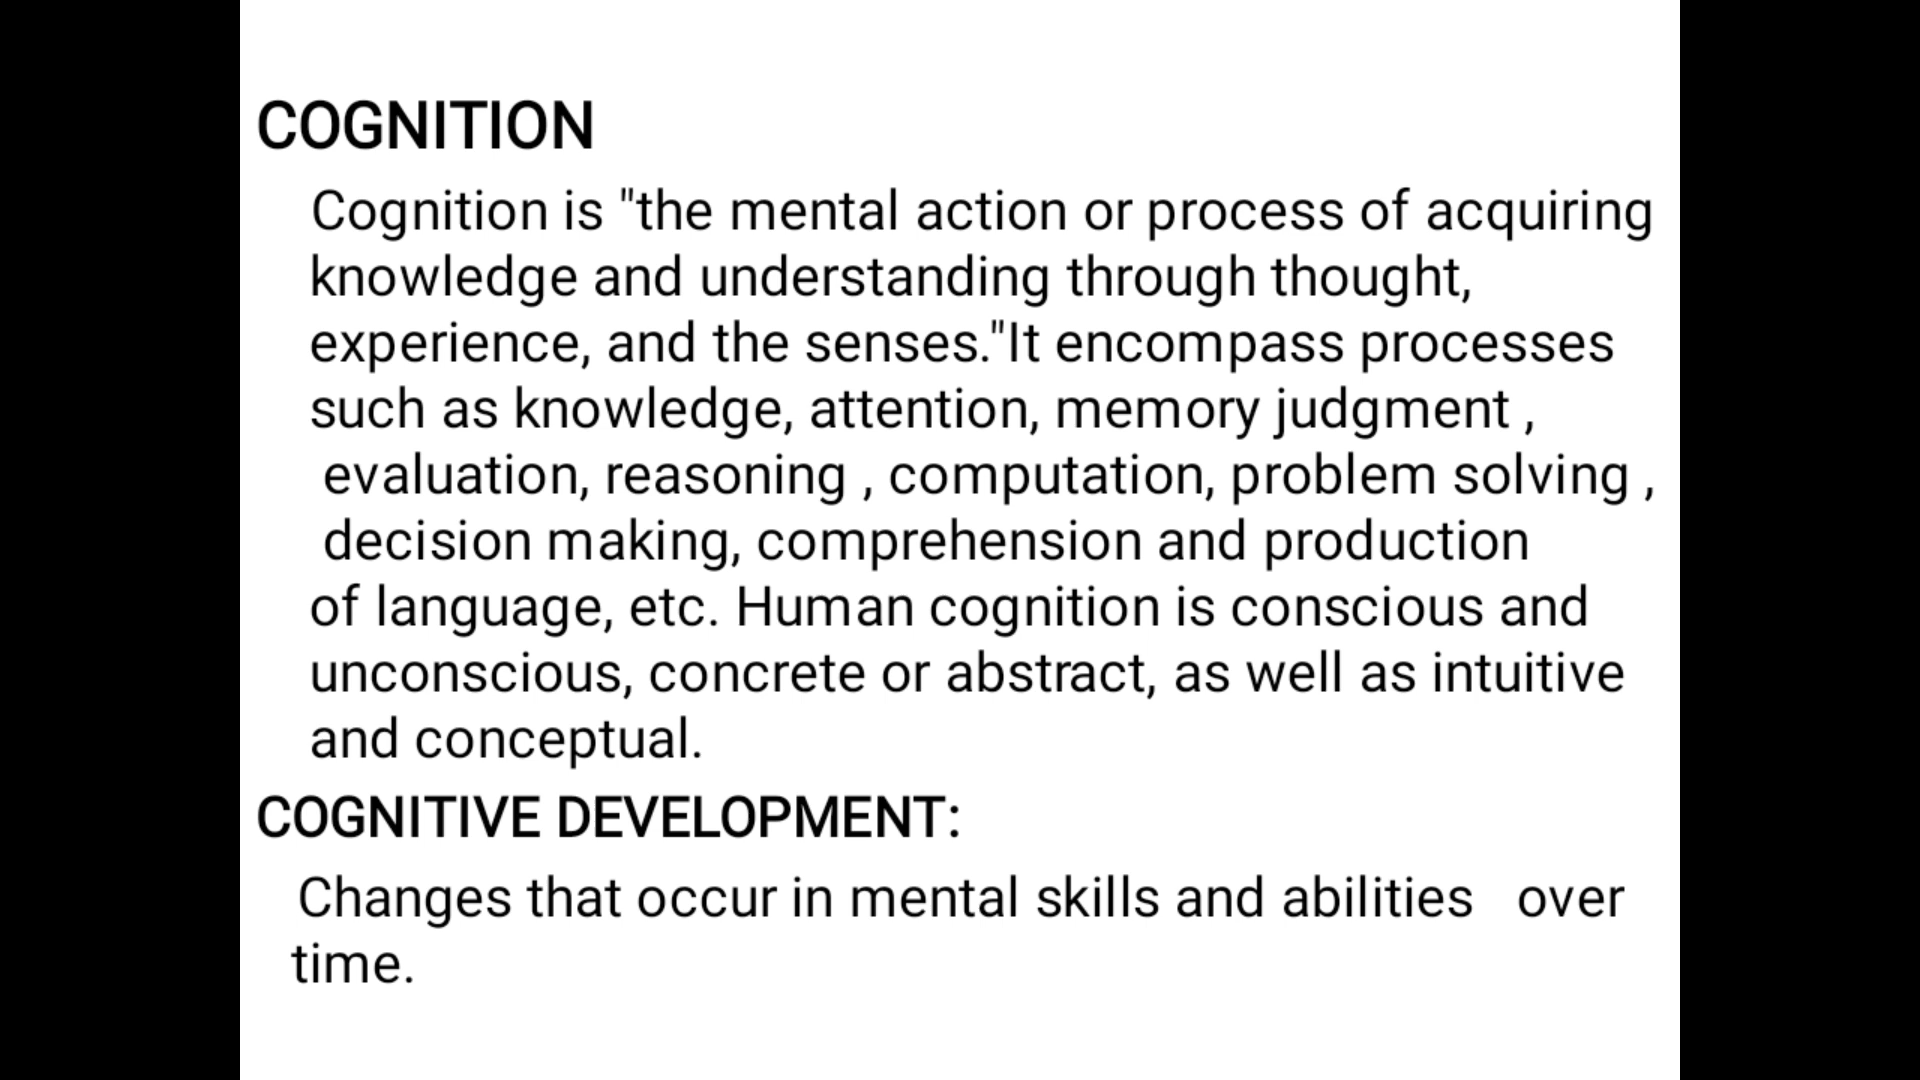 COGNITION
Cognition is "the mental action or process of acquiring
knowledge and understanding through thought,
experience, and the senses."It encompass processes
such as knowledge, attention, memory judgment ,
evaluation, reasoning , computation, problem solving ,
decision making, comprehension and production
of language, etc. Human cognition is conscious and
unconscious, concrete or abstract, as well as intuitive
and conceptual.
COGNITIVE DEVELOPMENT:
Changes that occur in mental skills and abilities   over
time.